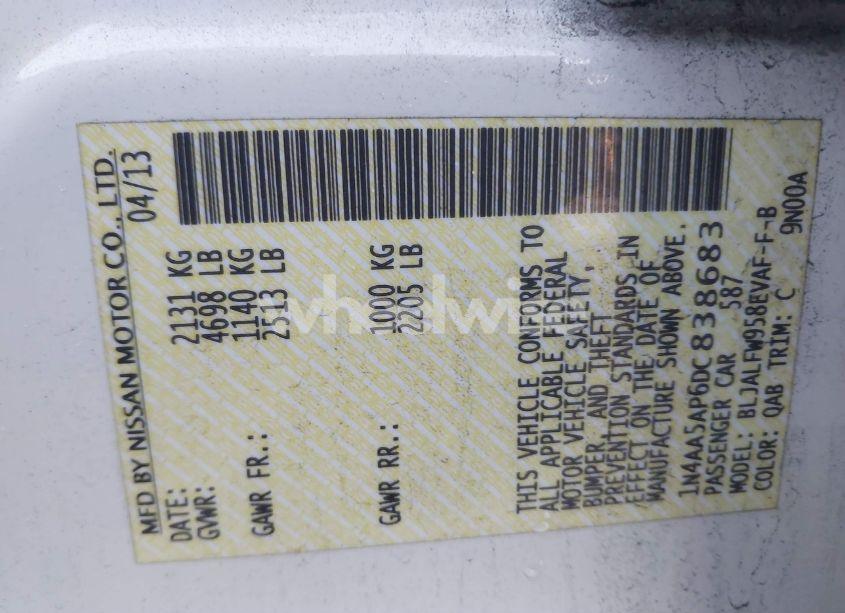 MFD BY NISSAN MOTOR CO., LTD.
DATE: 04/13
GVWR: 2131 KG
4698 LB
GAWR FR.: 1140 KG
2513 LB
GAWR RR.: 1000 KG
2205 LB
THIS VEHICLE CONFORMS TO
ALL APPLICABLE FEDERAL
MOTOR VEHICLE SAFETY,
BUMPER, AND THEFT
PREVENTION STANDARDS IN
EFFECT ON THE DATE OF
MANUFACTURE SHOWN ABOVE.
1N4AA5AP6DC838683
PASSENGER CAR 587
MODEL: BLJALFW958EVAF-F-B
COLOR: QAB TRIM: C 9N00A